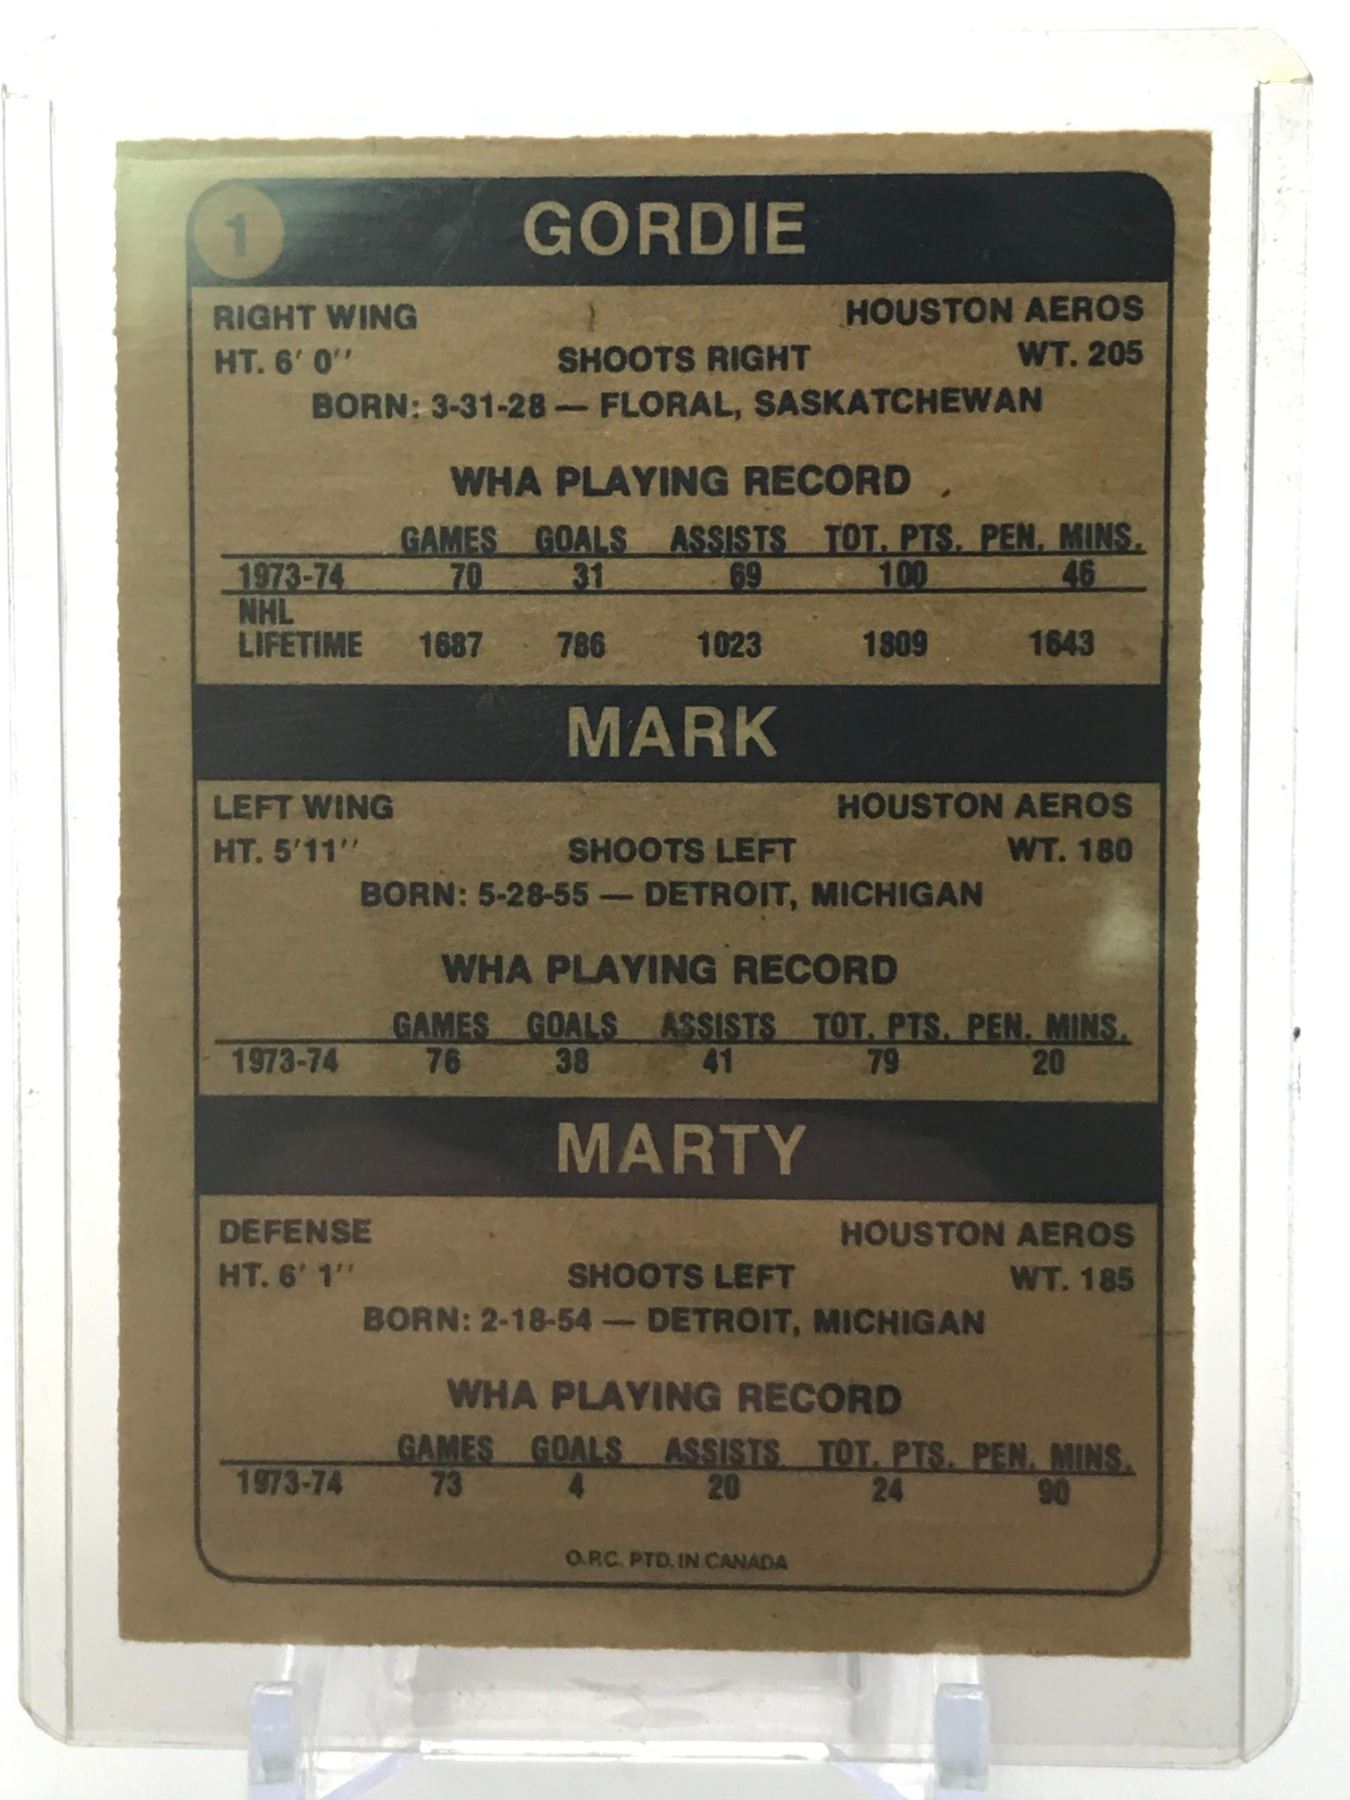 1 GORDIE
RIGHT WING HOUSTON AEROS
HT. 6' 0'' SHOOTS RIGHT WT. 205
BORN: 3-31-28 — FLORAL, SASKATCHEWAN
WHA PLAYING RECORD
GAMES GOALS ASSISTS TOT. PTS. PEN. MINS.
1973-74 70 31 69 100 46
NHL
LIFETIME 1687 786 1023 1809 1643
MARK
LEFT WING HOUSTON AEROS
HT. 5'11'' SHOOTS LEFT WT. 180
BORN: 5-28-55 — DETROIT, MICHIGAN
WHA PLAYING RECORD
GAMES GOALS ASSISTS TOT. PTS. PEN. MINS.
1973-74 76 38 41 79 20
MARTY
DEFENSE HOUSTON AEROS
HT. 6' 1'' SHOOTS LEFT WT. 185
BORN: 2-18-54 — DETROIT, MICHIGAN
WHA PLAYING RECORD
GAMES GOALS ASSISTS TOT. PTS. PEN. MINS.
1973-74 73 4 20 24 90
O.P.C. PTD. IN CANADA